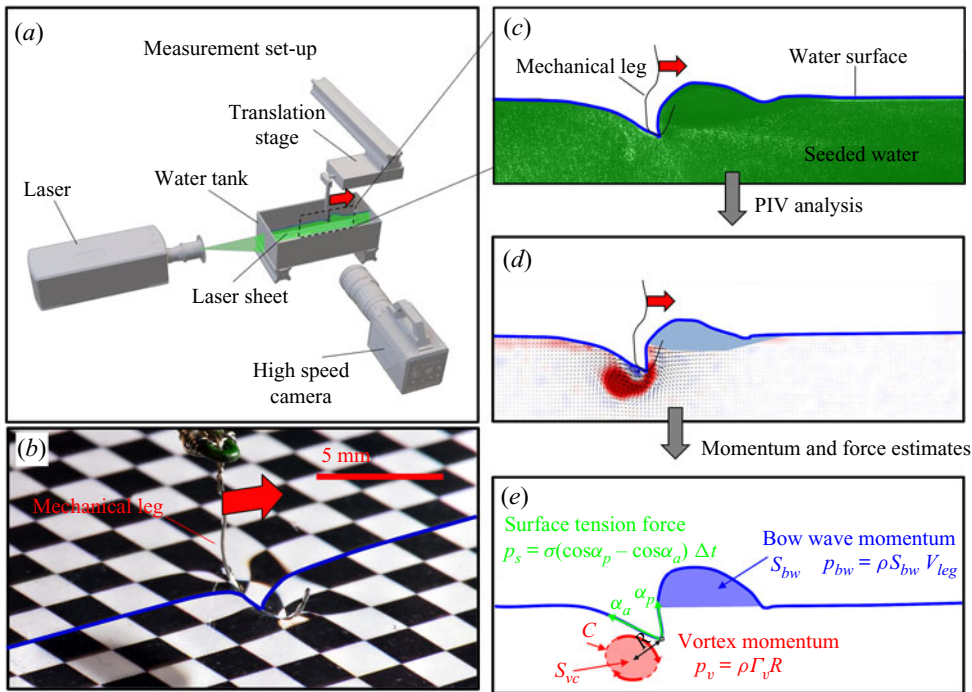 (a)
Measurement set-up
Translation
stage
Laser
Water tank
Laser sheet
High speed
camera
(b)
5 mm
Mechanical leg
(c)
Mechanical leg
Water surface
Seeded water
PIV analysis
(d)
Momentum and force estimates
(e)
Surface tension force
p_s = σ(cosα_p – cosα_a) Δt
Bow wave momentum
S_bw p_bw = ρS_bw V_leg
α_p
α_a
C
R
S_vc
Vortex momentum
p_v = ρΓ_vR